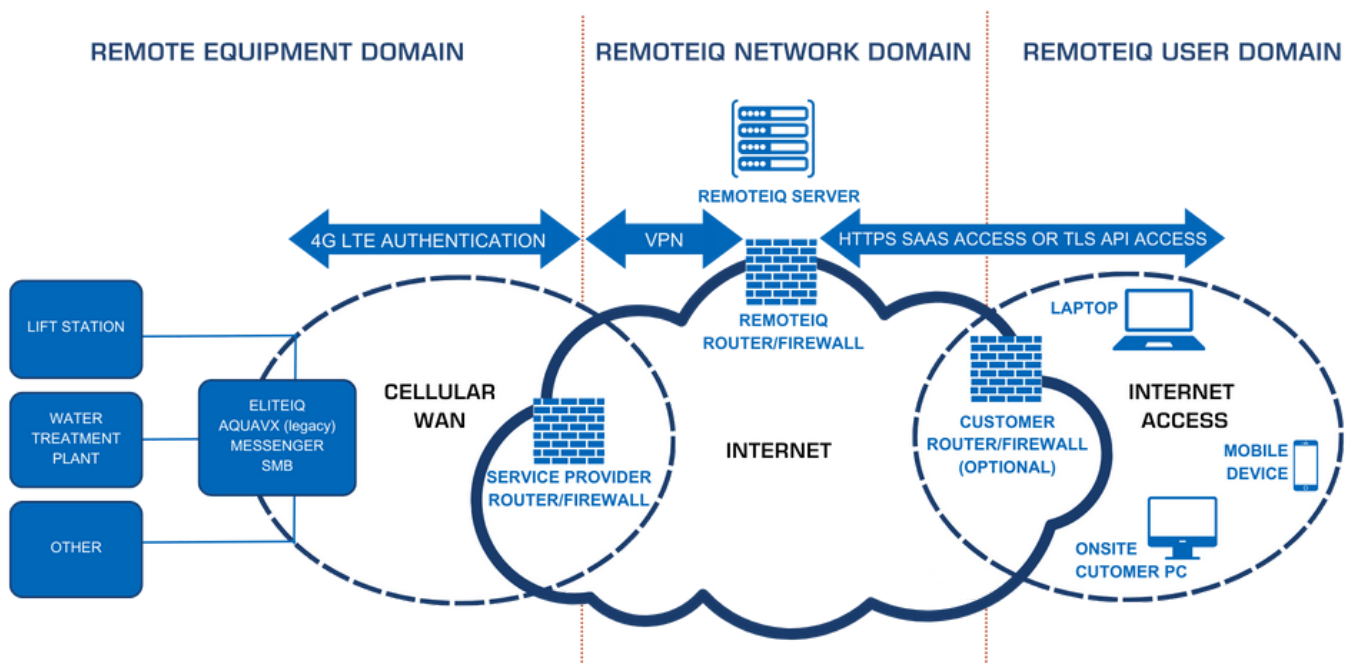 REMOTE EQUIPMENT DOMAIN
REMOTEIQ NETWORK DOMAIN
REMOTEIQ USER DOMAIN
REMOTEIQ SERVER
4G LTE AUTHENTICATION
VPN
HTTPS SAAS ACCESS OR TLS API ACCESS
LIFT STATION
WATER
TREATMENT
PLANT
OTHER
ELITEIQ
AQUAVX (legacy)
MESSENGER
SMB
CELLULAR
WAN
SERVICE PROVIDER
ROUTER/FIREWALL
REMOTEIQ
ROUTER/FIREWALL
INTERNET
CUSTOMER
ROUTER/FIREWALL
(OPTIONAL)
LAPTOP
INTERNET
ACCESS
MOBILE
DEVICE
ONSITE
CUTOMER PC